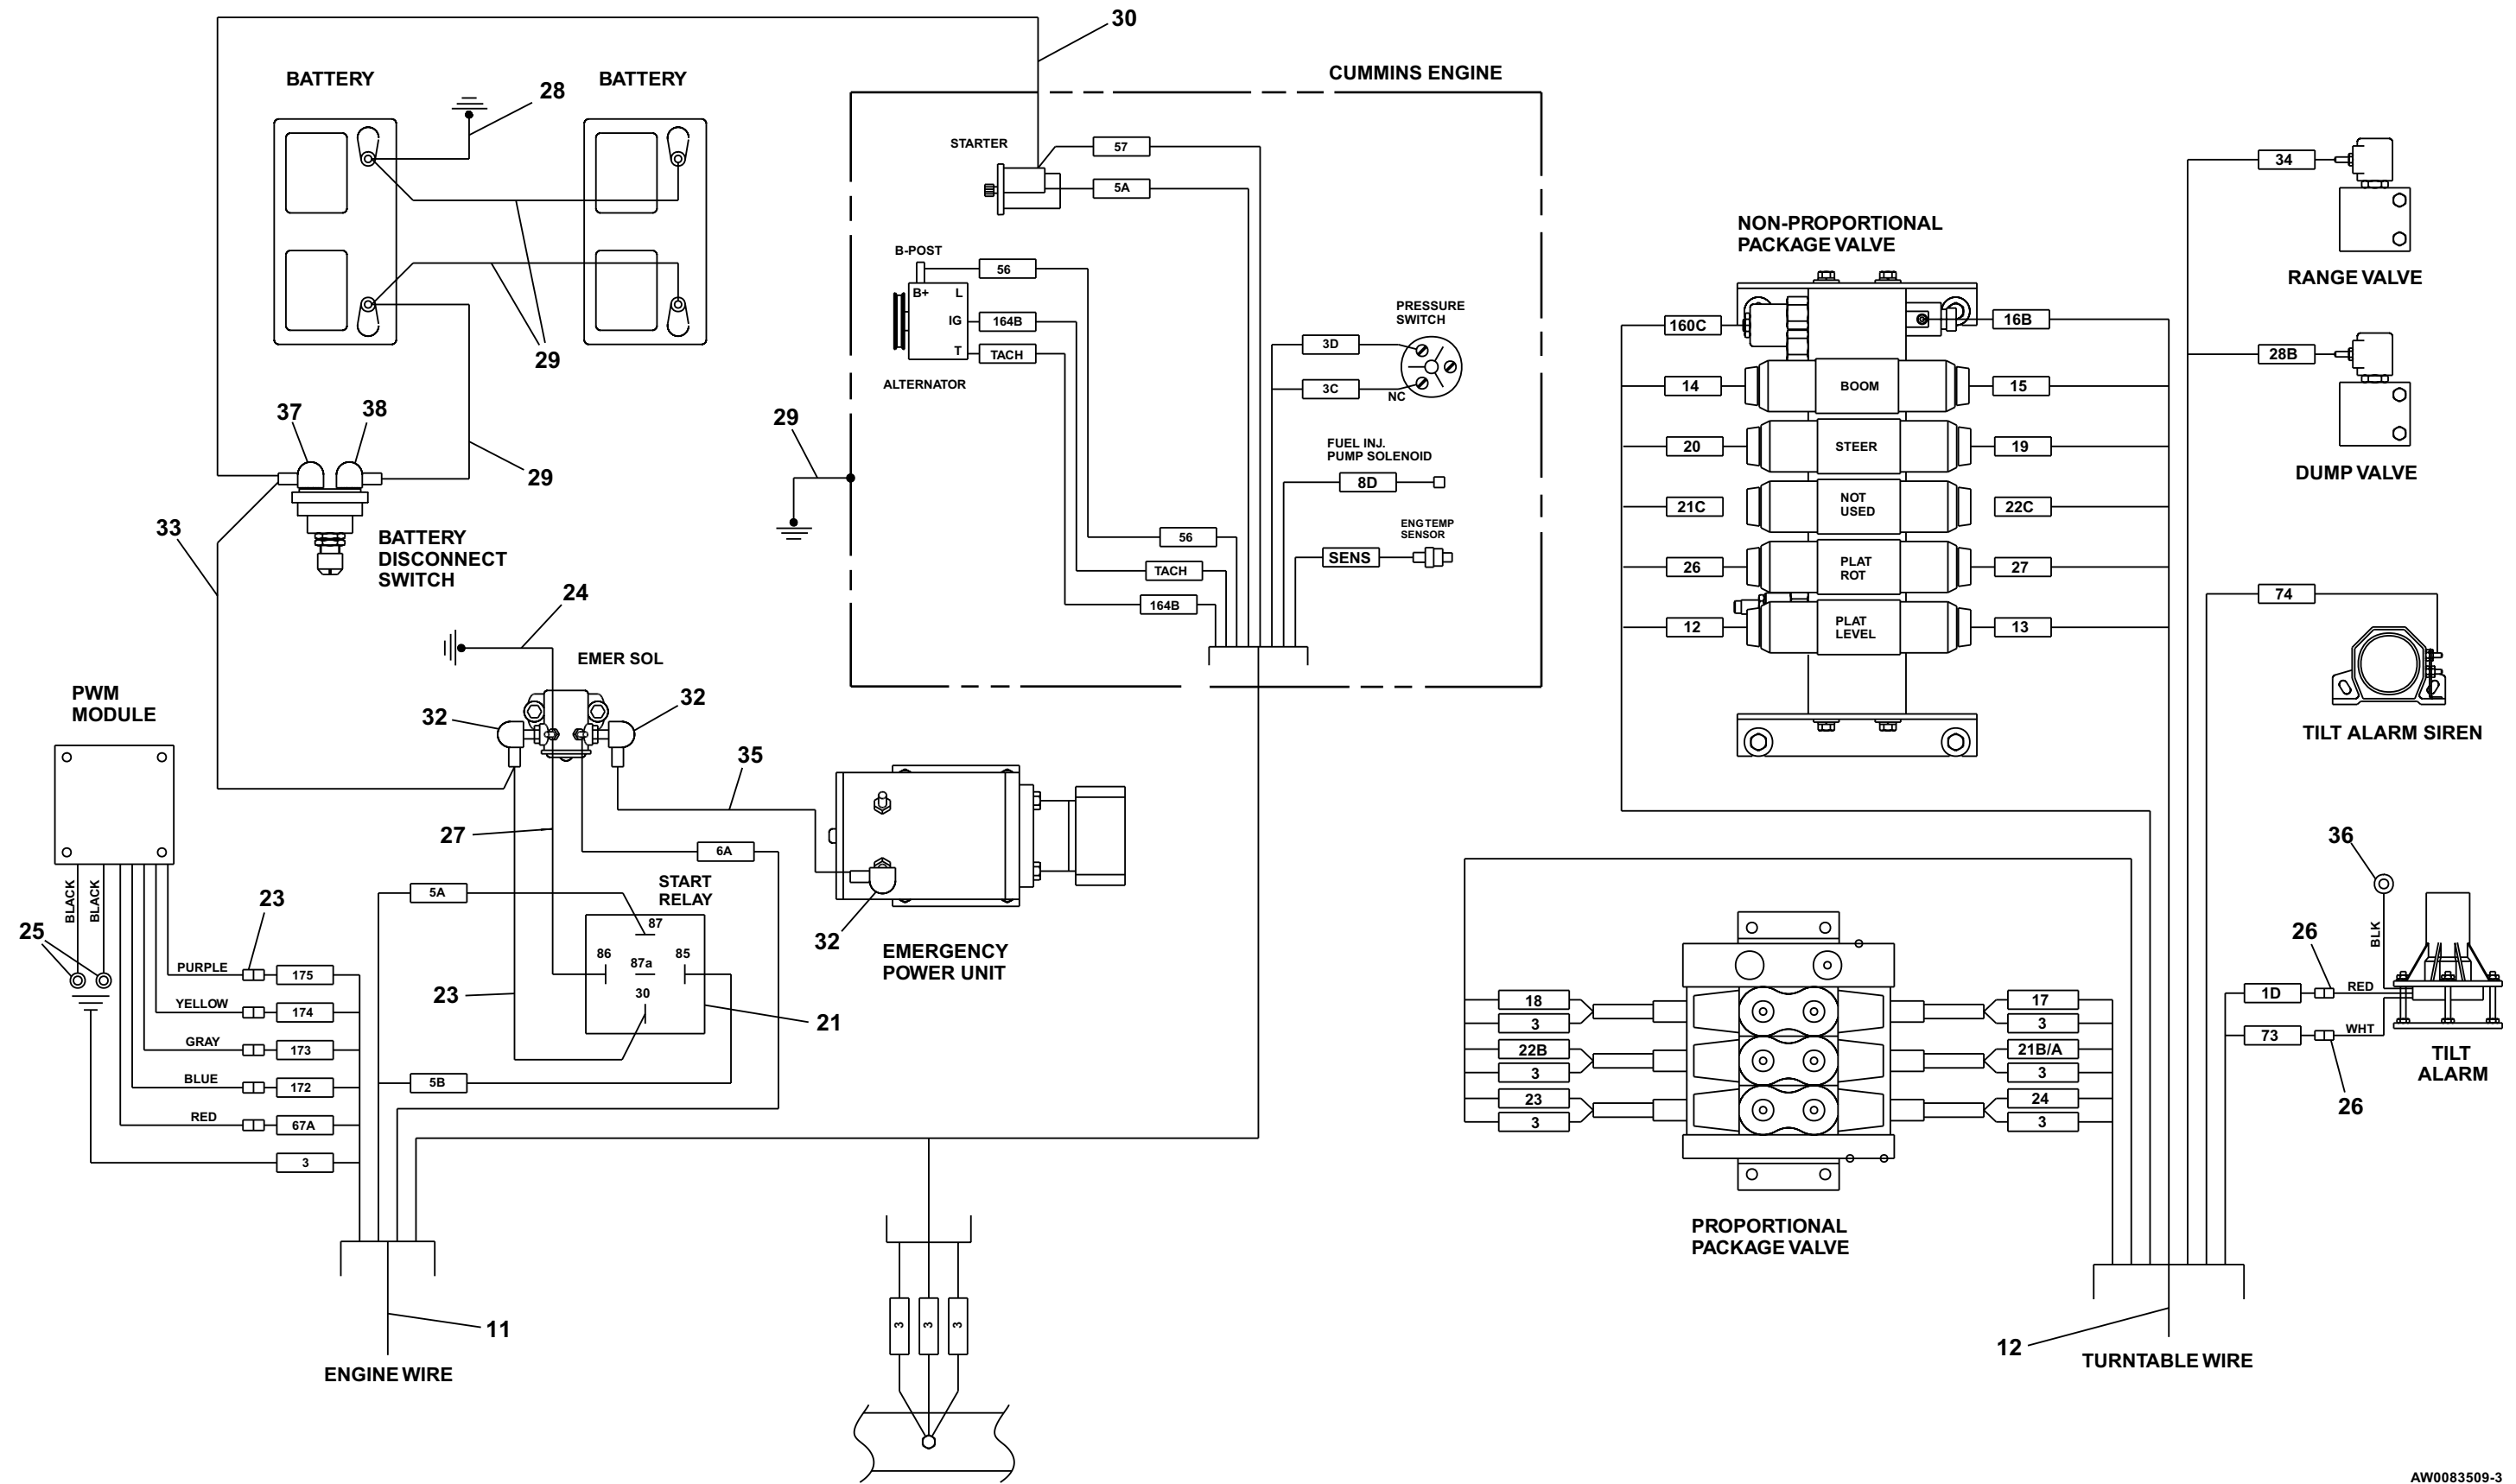 30
CUMMINS ENGINE
BATTERY
BATTERY
28
29
37
38
29
33
BATTERY
DISCONNECT
SWITCH
STARTER
57
5A
B-POST
56
B+
L
IG
164B
T
TACH
ALTERNATOR
PRESSURE
SWITCH
3D
3C
NC
29
FUEL INJ.
PUMP SOLENOID
8D
ENG TEMP
SENSOR
SENS
56
TACH
164B
NON-PROPORTIONAL
PACKAGE VALVE
160C
16B
14
BOOM
15
20
STEER
19
21C
NOT
USED
22C
26
PLAT
ROT
27
12
PLAT
LEVEL
13
34
RANGE VALVE
28B
DUMP VALVE
74
TILT ALARM SIREN
24
EMER SOL
32
32
35
27
6A
PWM
MODULE
BLACK
BLACK
25
23
PURPLE
175
YELLOW
174
GRAY
173
BLUE
172
RED
67A
3
5A
START
RELAY
87
86
87a
85
30
23
21
5B
32
EMERGENCY
POWER UNIT
36
BLK
26
1D
RED
73
WHT
26
TILT
ALARM
18
3
22B
3
23
3
17
3
21B/A
3
24
3
PROPORTIONAL
PACKAGE VALVE
11
ENGINE WIRE
3
3
3
12
TURNTABLE WIRE
AW0083509-3